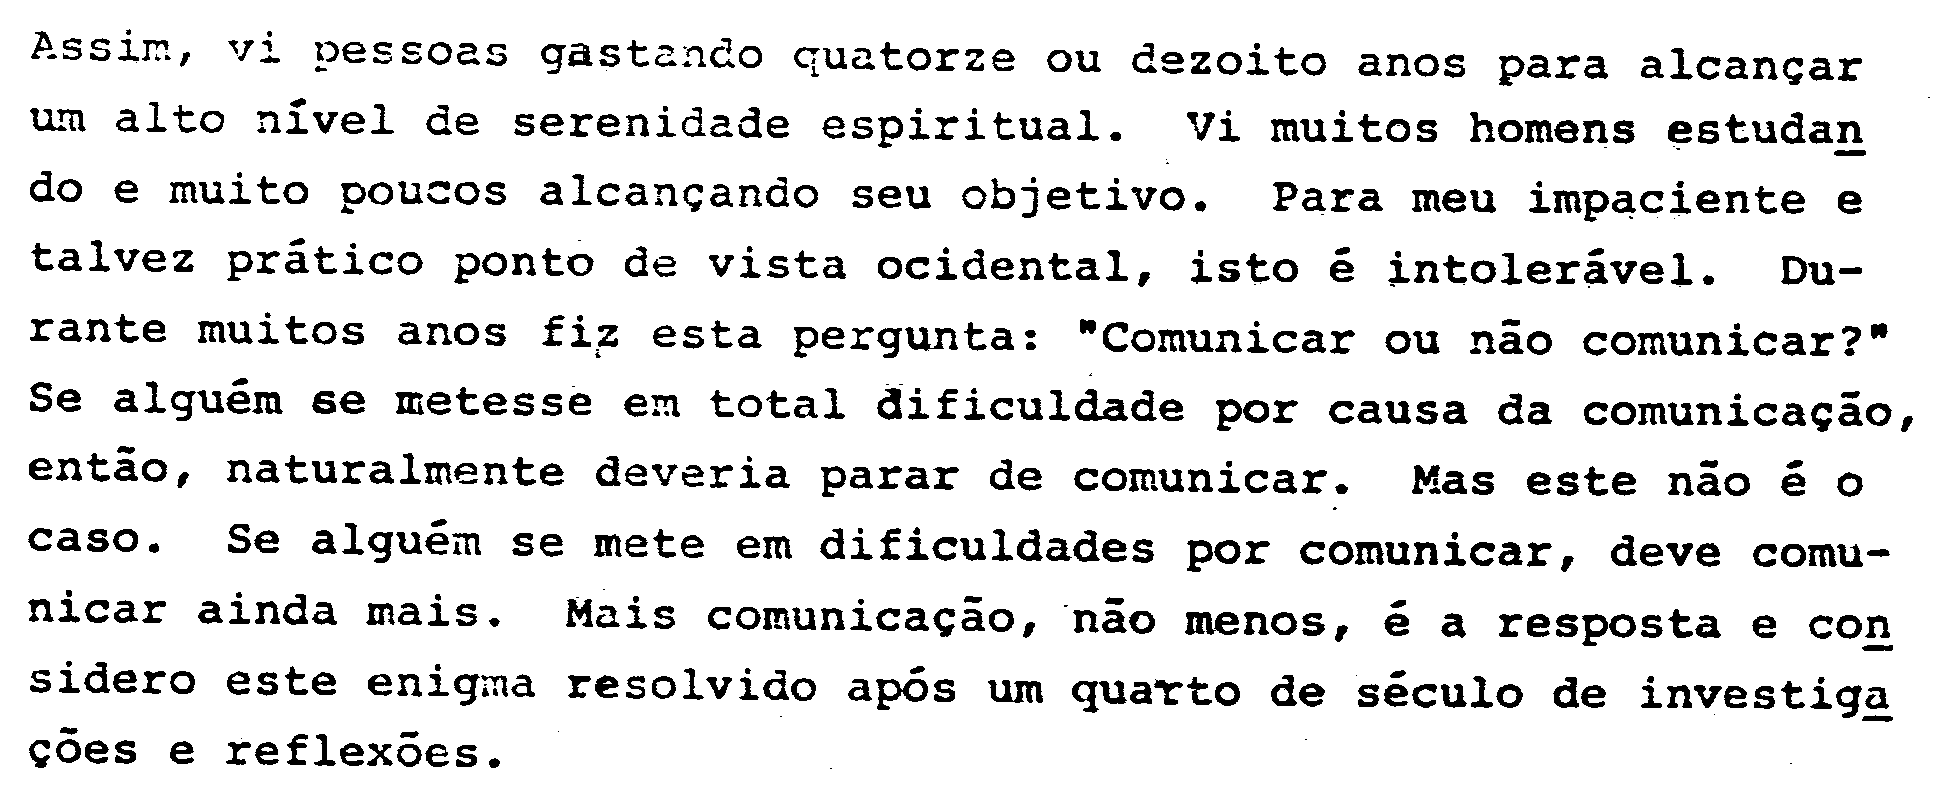 Assim, vi pessoas gastando quatorze ou dezoito anos para alcançar
um alto nível de serenidade espiritual. Vi muitos homens estudan
do e muito poucos alcançando seu objetivo. Para meu impaciente e
talvez prático ponto de vista ocidental, isto é intolerável. Du-
rante muitos anos fiz esta pergunta: "Comunicar ou não comunicar?"
Se alguém se metesse em total dificuldade por causa da comunicação,
então, naturalmente deveria parar de comunicar. Mas este não é o
caso. Se alguém se mete em dificuldades por comunicar, deve comu-
nicar ainda mais. Mais comunicação, não menos, é a resposta e con
sidero este enigma resolvido após um quarto de século de investiga
ções e reflexões.